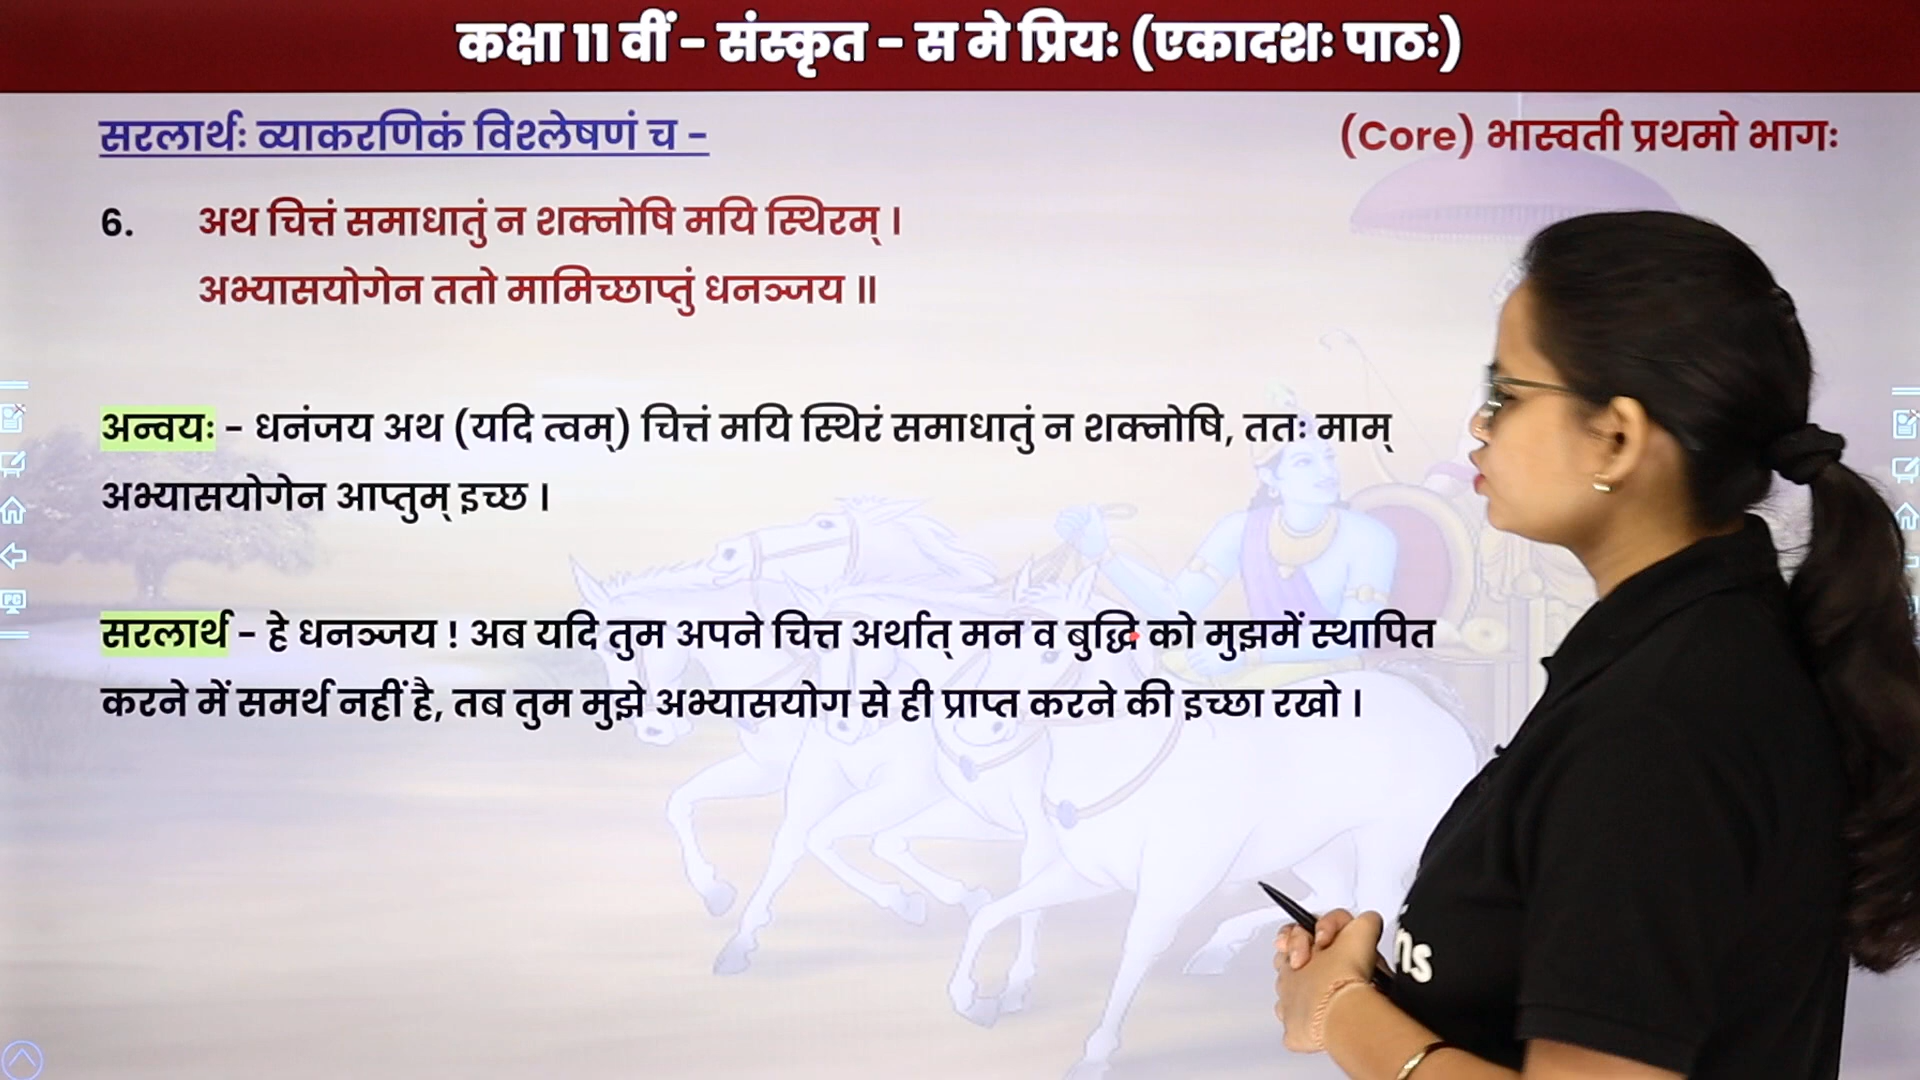 कक्षा 11 वीं - संस्कृत - स मे प्रियः (एकादशः पाठः)
सरलार्थः व्याकरणिकं विश्लेषणं च -
(Core) भास्वती प्रथमो भागः
6. अथ चित्तं समाधातुं न शक्नोषि मयि स्थिरम् ।
अभ्यासयोगेन ततो मामिच्छाप्तुं धनञ्जय ॥
अन्वयः - धनंजय अथ (यदि त्वम्) चित्तं मयि स्थिरं समाधातुं न शक्नोषि, ततः माम्
अभ्यासयोगेन आप्तुम् इच्छ ।
सरलार्थ - हे धनञ्जय ! अब यदि तुम अपने चित्त अर्थात् मन व बुद्धि को मुझमें स्थापित
करने में समर्थ नहीं है, तब तुम मुझे अभ्यासयोग से ही प्राप्त करने की इच्छा रखो ।